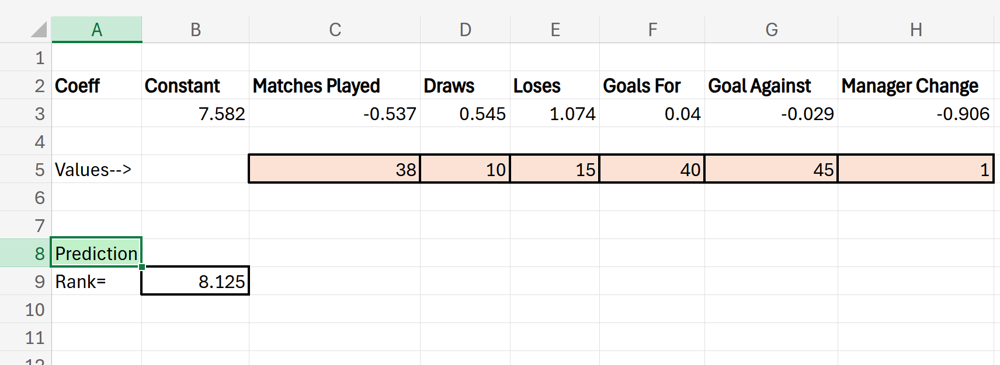 A B C D E F G H
1
2 Coeff Constant Matches Played Draws Loses Goals For Goal Against Manager Change
3 7.582 -0.537 0.545 1.074 0.04 -0.029 -0.906
4
5 Values--> 38 10 15 40 45 1
6
7
8 Prediction
9 Rank= 8.125
10
11
12